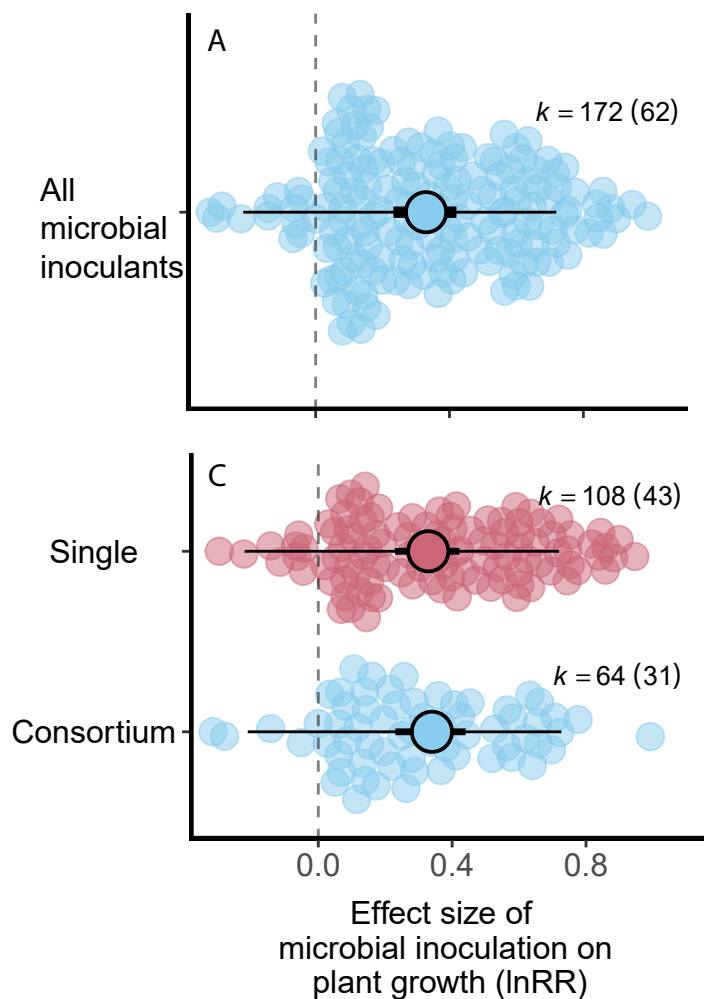 A
k = 172 (62)
All
microbial
inoculants
C
k = 108 (43)
Single
k = 64 (31)
Consortium
0.0 0.4 0.8
Effect size of
microbial inoculation on
plant growth (lnRR)